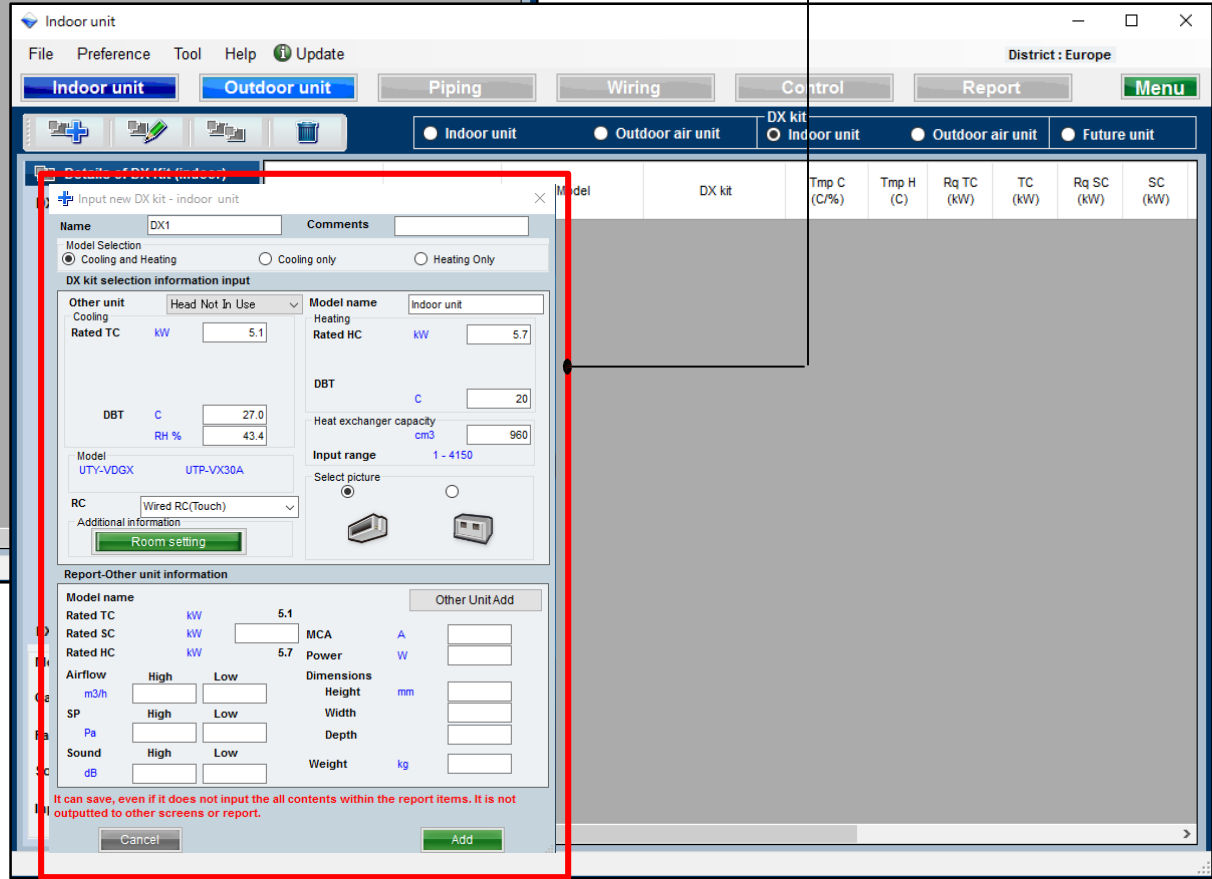 Indoor unit
File Preference Tool Help Update District : Europe
Indoor unit Outdoor unit Piping Wiring Control Report Menu
DX kit
Indoor unit Outdoor air unit Indoor unit Outdoor air unit Future unit
Details of DX Kit (indoor)
Model DX kit Tmp C (C/%) Tmp H (C) Rq TC (kW) TC (kW) Rq SC (kW) SC (kW)
Input new DX kit - indoor unit
Name DX1 Comments
Model Selection
Cooling and Heating Cooling only Heating Only
DX kit selection information input
Other unit Head Not In Use Model name Indoor unit
Cooling Heating
Rated TC kW 5.1 Rated HC kW 5.7
DBT
C 20
DBT C 27.0
Heat exchanger capacity
RH % 43.4 cm3 960
Model Input range 1 - 4150
UTY-VDGX UTP-VX30A
Select picture
RC Wired RC(Touch)
Additional information
Room setting
Report-Other unit information
Model name Other Unit Add
Rated TC kW 5.1
Rated SC kW MCA A
Rated HC kW 5.7 Power W
Airflow High Low Dimensions
m3/h Height mm
SP High Low Width
Pa Depth
Sound High Low
dB Weight kg
It can save, even if it does not input the all contents within the report items. It is not
outputted to other screens or report.
Cancel Add